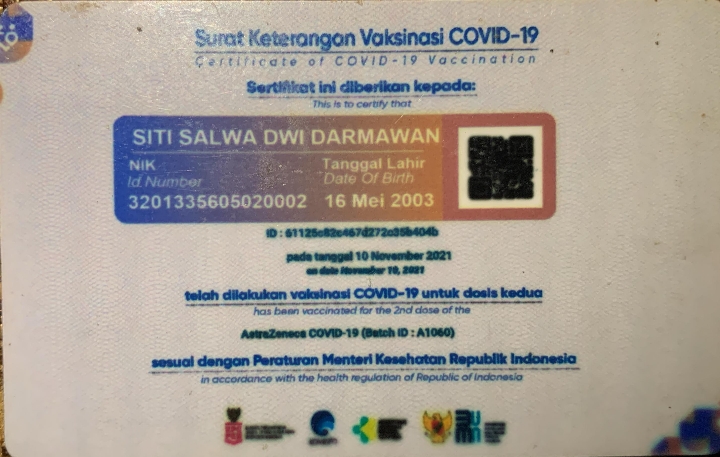 Surat Keterangan Vaksinasi COVID-19
Certificate of COVID-19 Vaccination
Sertifikat ini diberikan kepada:
This is to certify that
SITI SALWA DWI DARMAWAN
NIK Tanggal Lahir
Id Number Date Of Birth
3201335605020002 16 Mei 2003
ID : 61125c82c467d272c35b404b
pada tanggal 10 November 2021
on date November 10, 2021
telah dilakukan vaksinasi COVID-19 untuk dosis kedua
has been vaccinated for the 2nd dose of the
AstraZeneca COVID-19 (Batch ID : A1060)
sesuai dengan Peraturan Menteri Kesehatan Republik Indonesia
in accordance with the health regulation of Republic of Indonesia